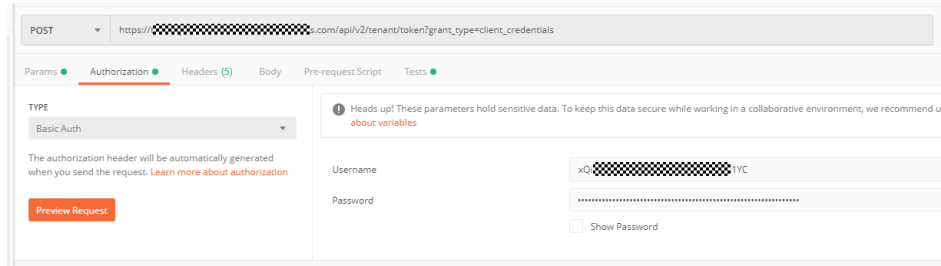 POST https:// s.com/api/v2/tenant/token?grant_type=client_credentials
Params Authorization Headers (5) Body Pre-request Script Tests
TYPE
Basic Auth
The authorization header will be automatically generated
when you send the request. Learn more about authorization
Preview Request
Heads up! These parameters hold sensitive data. To keep this data secure while working in a collaborative environment, we recommend u
about variables
Username xQi 1YC
Password
Show Password